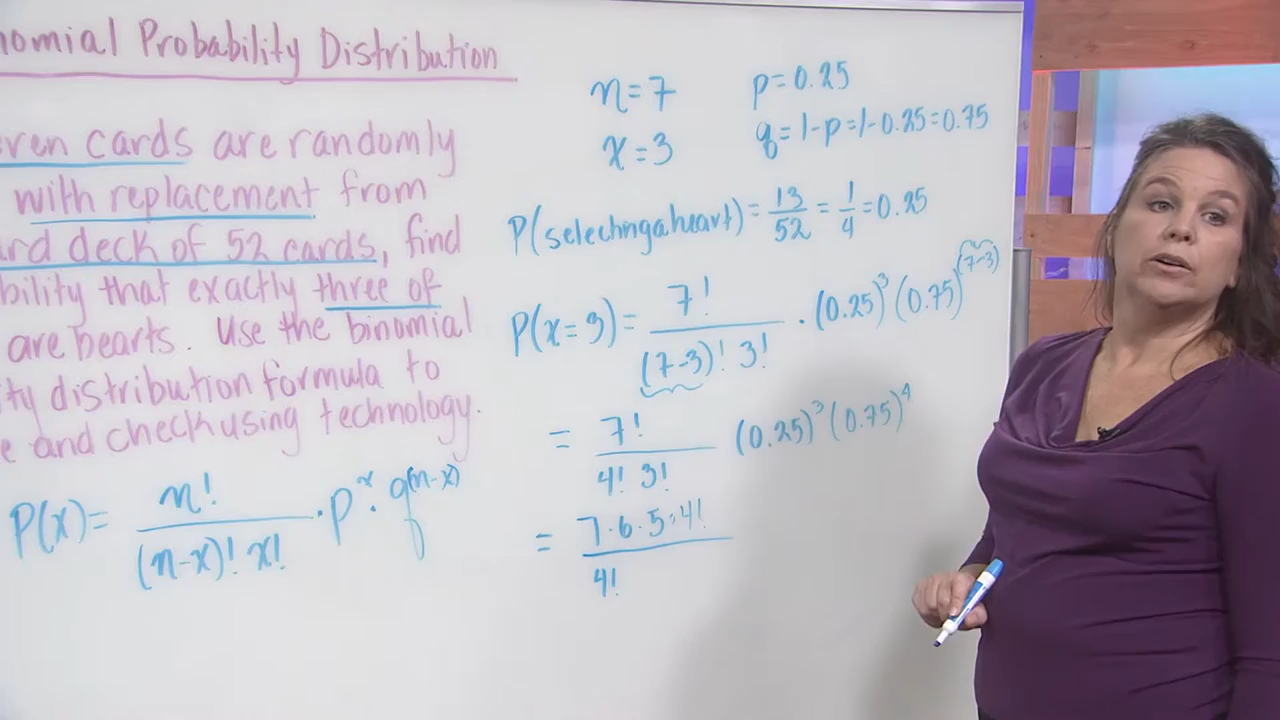 nomial Probability Distribution
ven cards are randomly
with replacement from
ard deck of 52 cards, find
bility that exactly three of
are hearts. Use the binomial
ity distribution formula to
e and check using technology.
P(x) = n! / (n-x)! x! · p^x · q^(n-x)
n = 7
p = 0.25
x = 3
q = 1-p = 1-0.25 = 0.75
P(selectingaheart) = 13/52 = 1/4 = 0.25
P(x=3) = 7! / (7-3)! 3! · (0.25)^3 (0.75)^(7-3)
= 7! / 4! 3! (0.25)^3 (0.75)^4
= 7·6·5·4! / 4!